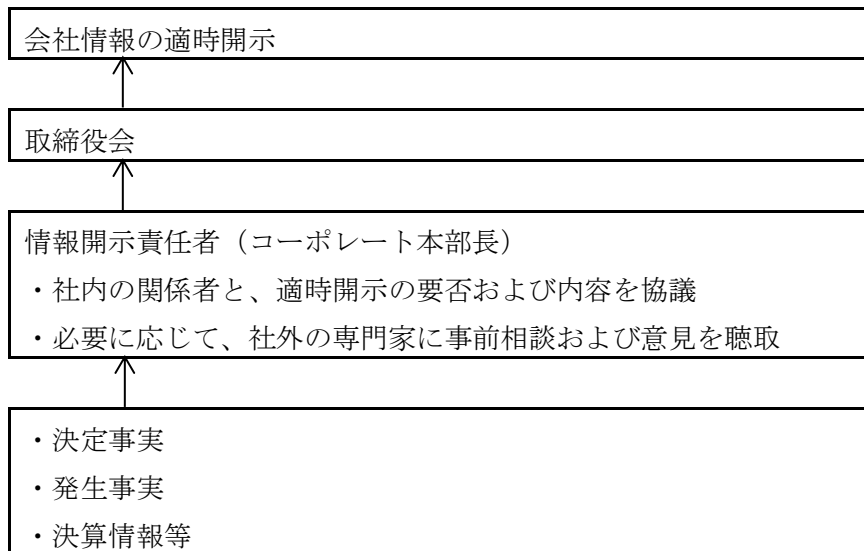 会社情報の適時開示
取締役会
情報開示責任者（コーポレート本部長）
・社内の関係者と、適時開示の要否および内容を協議
・必要に応じて、社外の専門家に事前相談および意見を聴取
・決定事実
・発生事実
・決算情報等